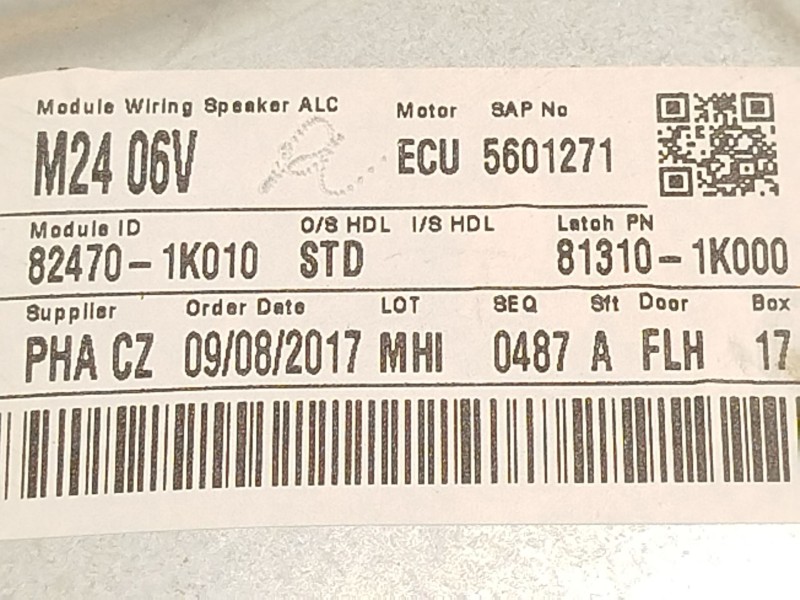 Module Wiring Speaker ALC Motor SAP No
M24 06V ECU 5601271
Module ID O/S HDL I/S HDL Latch PN
82470-1K010 STD 81310-1K000
Supplier Order Date LOT SEQ Sft Door Box
PHA CZ 09/08/2017 MHI 0487 A FLH 17